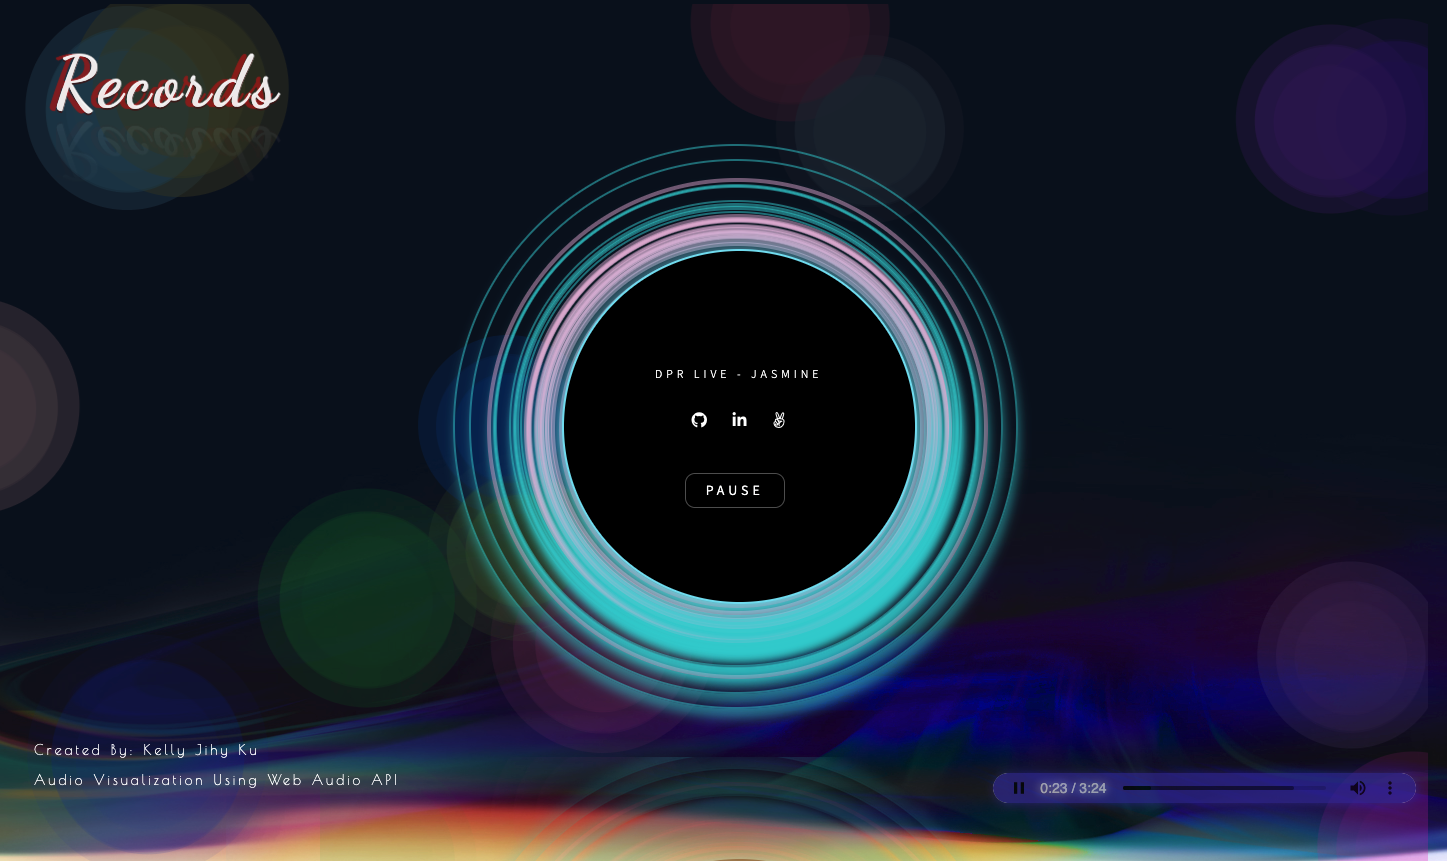 Records
DPR LIVE - JASMINE
in
PAUSE
Created By: Kelly Jihy Ku
Audio Visualization Using Web Audio API
0:23 / 3:24